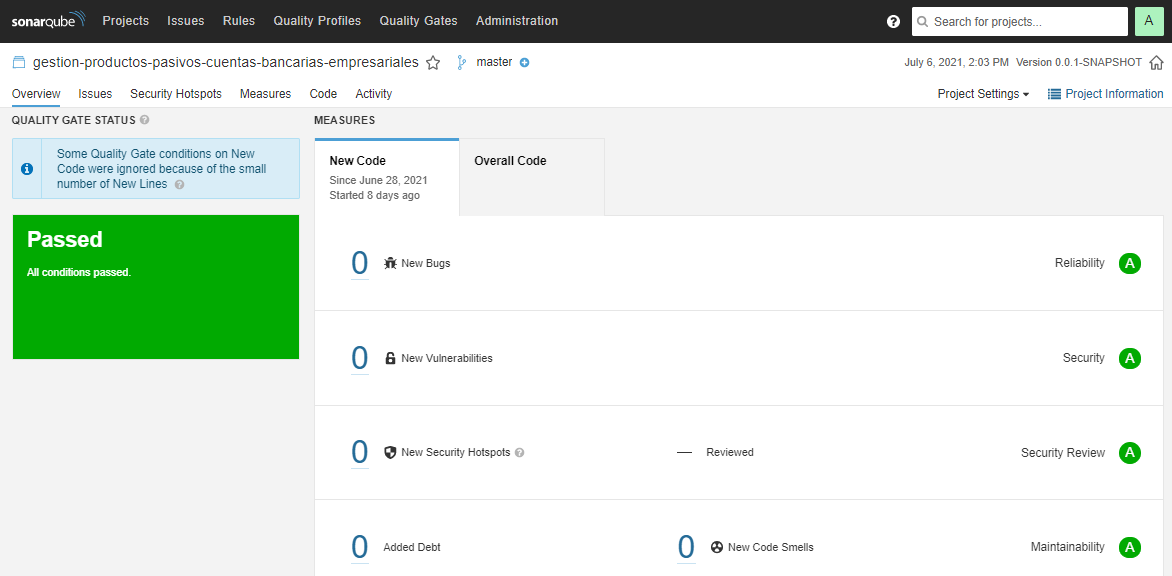 sonarqube Projects Issues Rules Quality Profiles Quality Gates Administration ? Search for projects... A
gestion-productos-pasivos-cuentas-bancarias-empresariales master July 6, 2021, 2:03 PM Version 0.0.1-SNAPSHOT
Overview Issues Security Hotspots Measures Code Activity Project Settings Project Information
QUALITY GATE STATUS ?
Some Quality Gate conditions on New
Code were ignored because of the small
number of New Lines ?
Passed
All conditions passed.
MEASURES
New Code
Since June 28, 2021
Started 8 days ago
Overall Code
0 New Bugs Reliability A
0 New Vulnerabilities Security A
0 New Security Hotspots ? — Reviewed Security Review A
0 Added Debt 0 New Code Smells Maintainability A